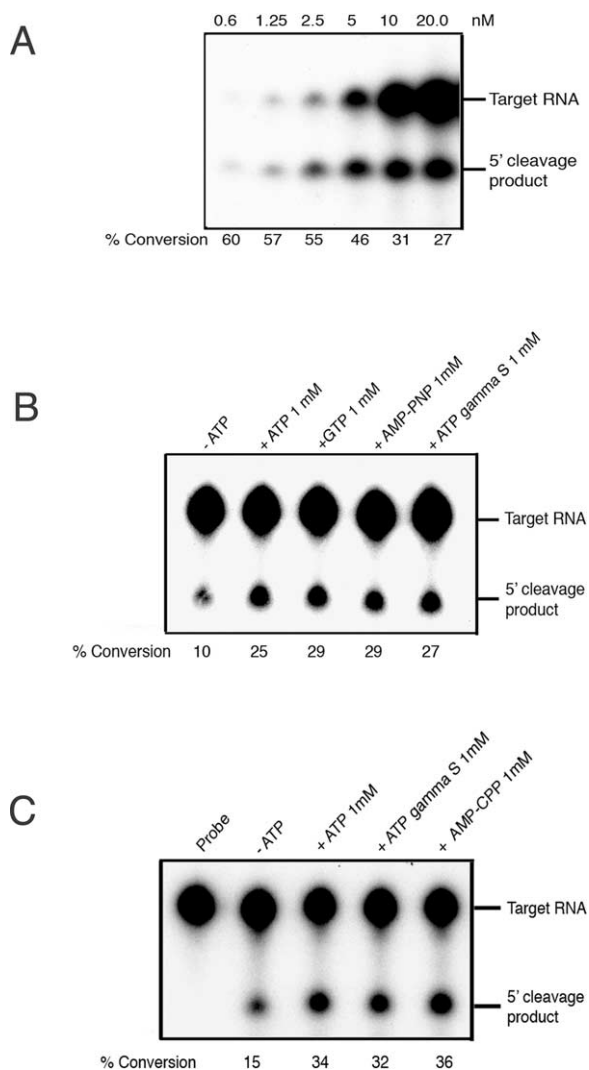 A
0.6 1.25 2.5 5 10 20.0 nM
Target RNA
5' cleavage
product
% Conversion 60 57 55 46 31 27
B
- ATP
+ ATP 1 mM
+GTP 1 mM
+ AMP-PNP 1mM
+ ATP gamma S 1 mM
Target RNA
5' cleavage
product
% Conversion 10 25 29 29 27
C
Probe
- ATP
+ ATP 1mM
+ ATP gamma S 1mM
+ AMP-CPP 1mM
Target RNA
5' cleavage
product
% Conversion 15 34 32 36